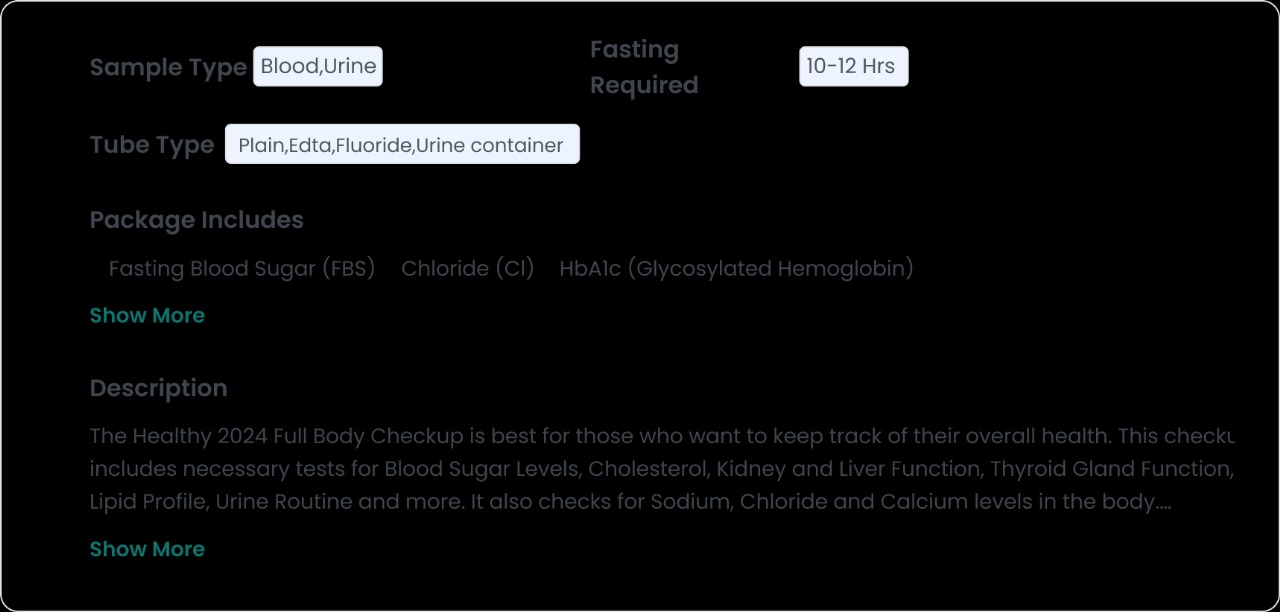 Sample Type Blood,Urine
Fasting Required 10-12 Hrs
Tube Type Plain,Edta,Fluoride,Urine container
Package Includes
Fasting Blood Sugar (FBS) Chloride (Cl) HbA1c (Glycosylated Hemoglobin)
Show More
Description
The Healthy 2024 Full Body Checkup is best for those who want to keep track of their overall health. This
includes necessary tests for Blood Sugar Levels, Cholesterol, Kidney and Liver Function, Thyroid Gland Function,
Lipid Profile, Urine Routine and more. It also checks for Sodium, Chloride and Calcium levels in the body....
Show More